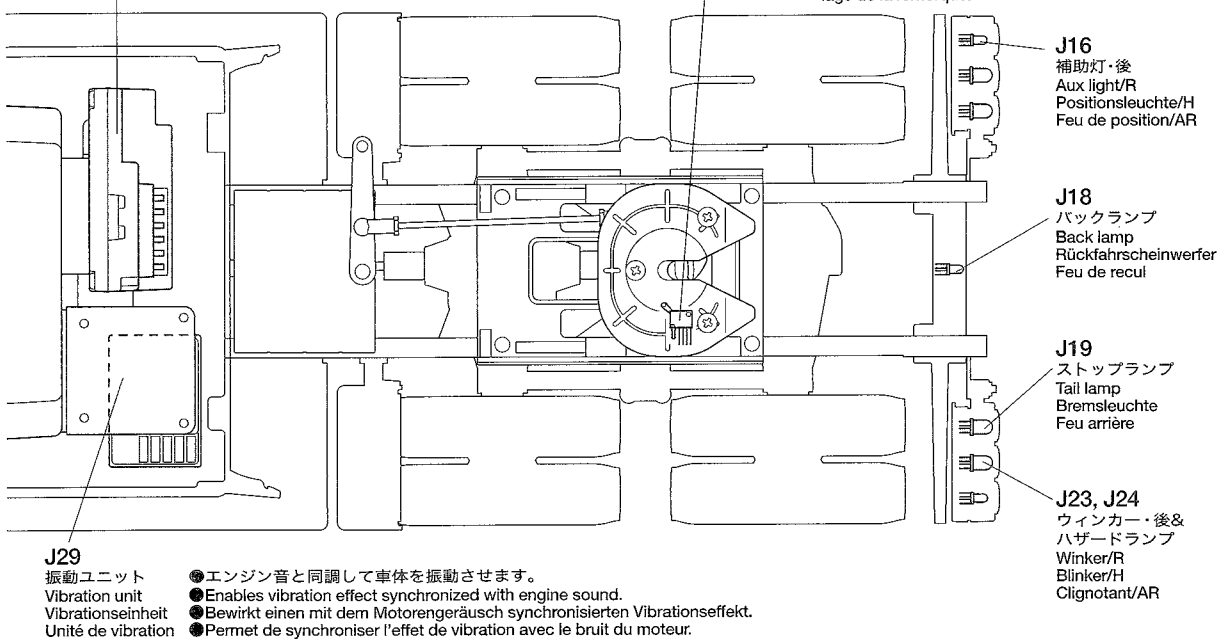 J16
補助灯・後
Aux light/R
Positionsleuchte/H
Feu de position/AR
J18
バックランプ
Back lamp
Rückfahrscheinwerfer
Feu de recul
J19
ストップランプ
Tail lamp
Bremsleuchte
Feu arrière
J23, J24
ウィンカー・後&
ハザードランプ
Winker/R
Blinker/H
Clignotant/AR
J29
振動ユニット
Vibration unit
Vibrationseinheit
Unité de vibration
●エンジン音と同調して車体を振動させます。
●Enables vibration effect synchronized with engine sound.
●Bewirkt einen mit dem Motorengeräusch synchronisierten Vibrationseffekt.
●Permet de synchroniser l'effet de vibration avec le bruit du moteur.